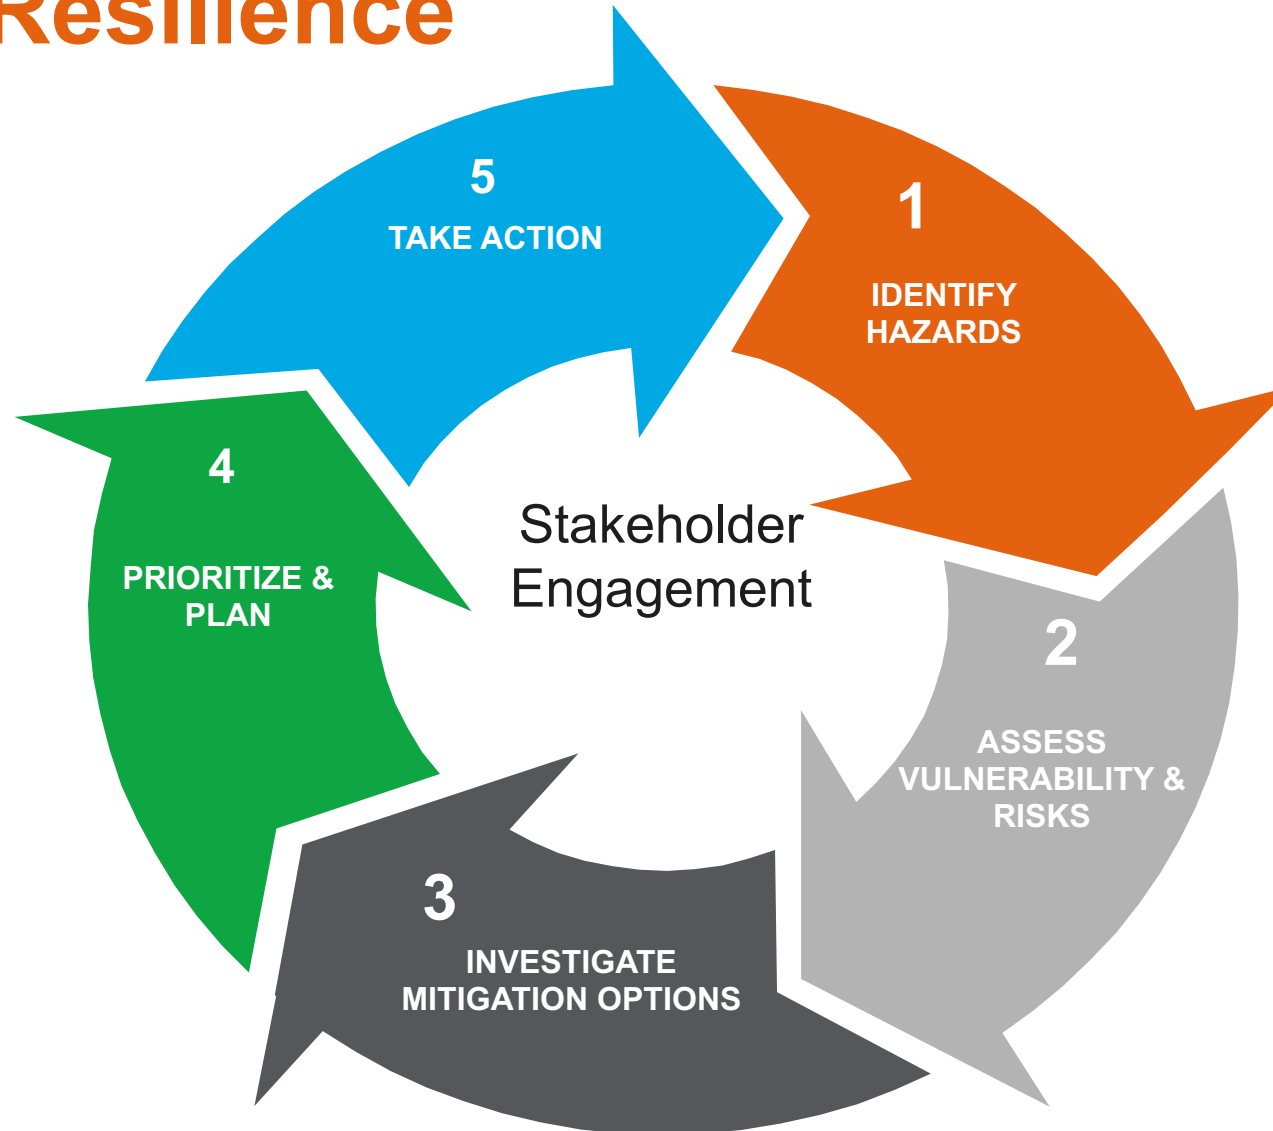 Resilience
1
IDENTIFY
HAZARDS
2
ASSESS
VULNERABILITY &
RISKS
3
INVESTIGATE
MITIGATION OPTIONS
4
PRIORITIZE &
PLAN
5
TAKE ACTION
Stakeholder
Engagement